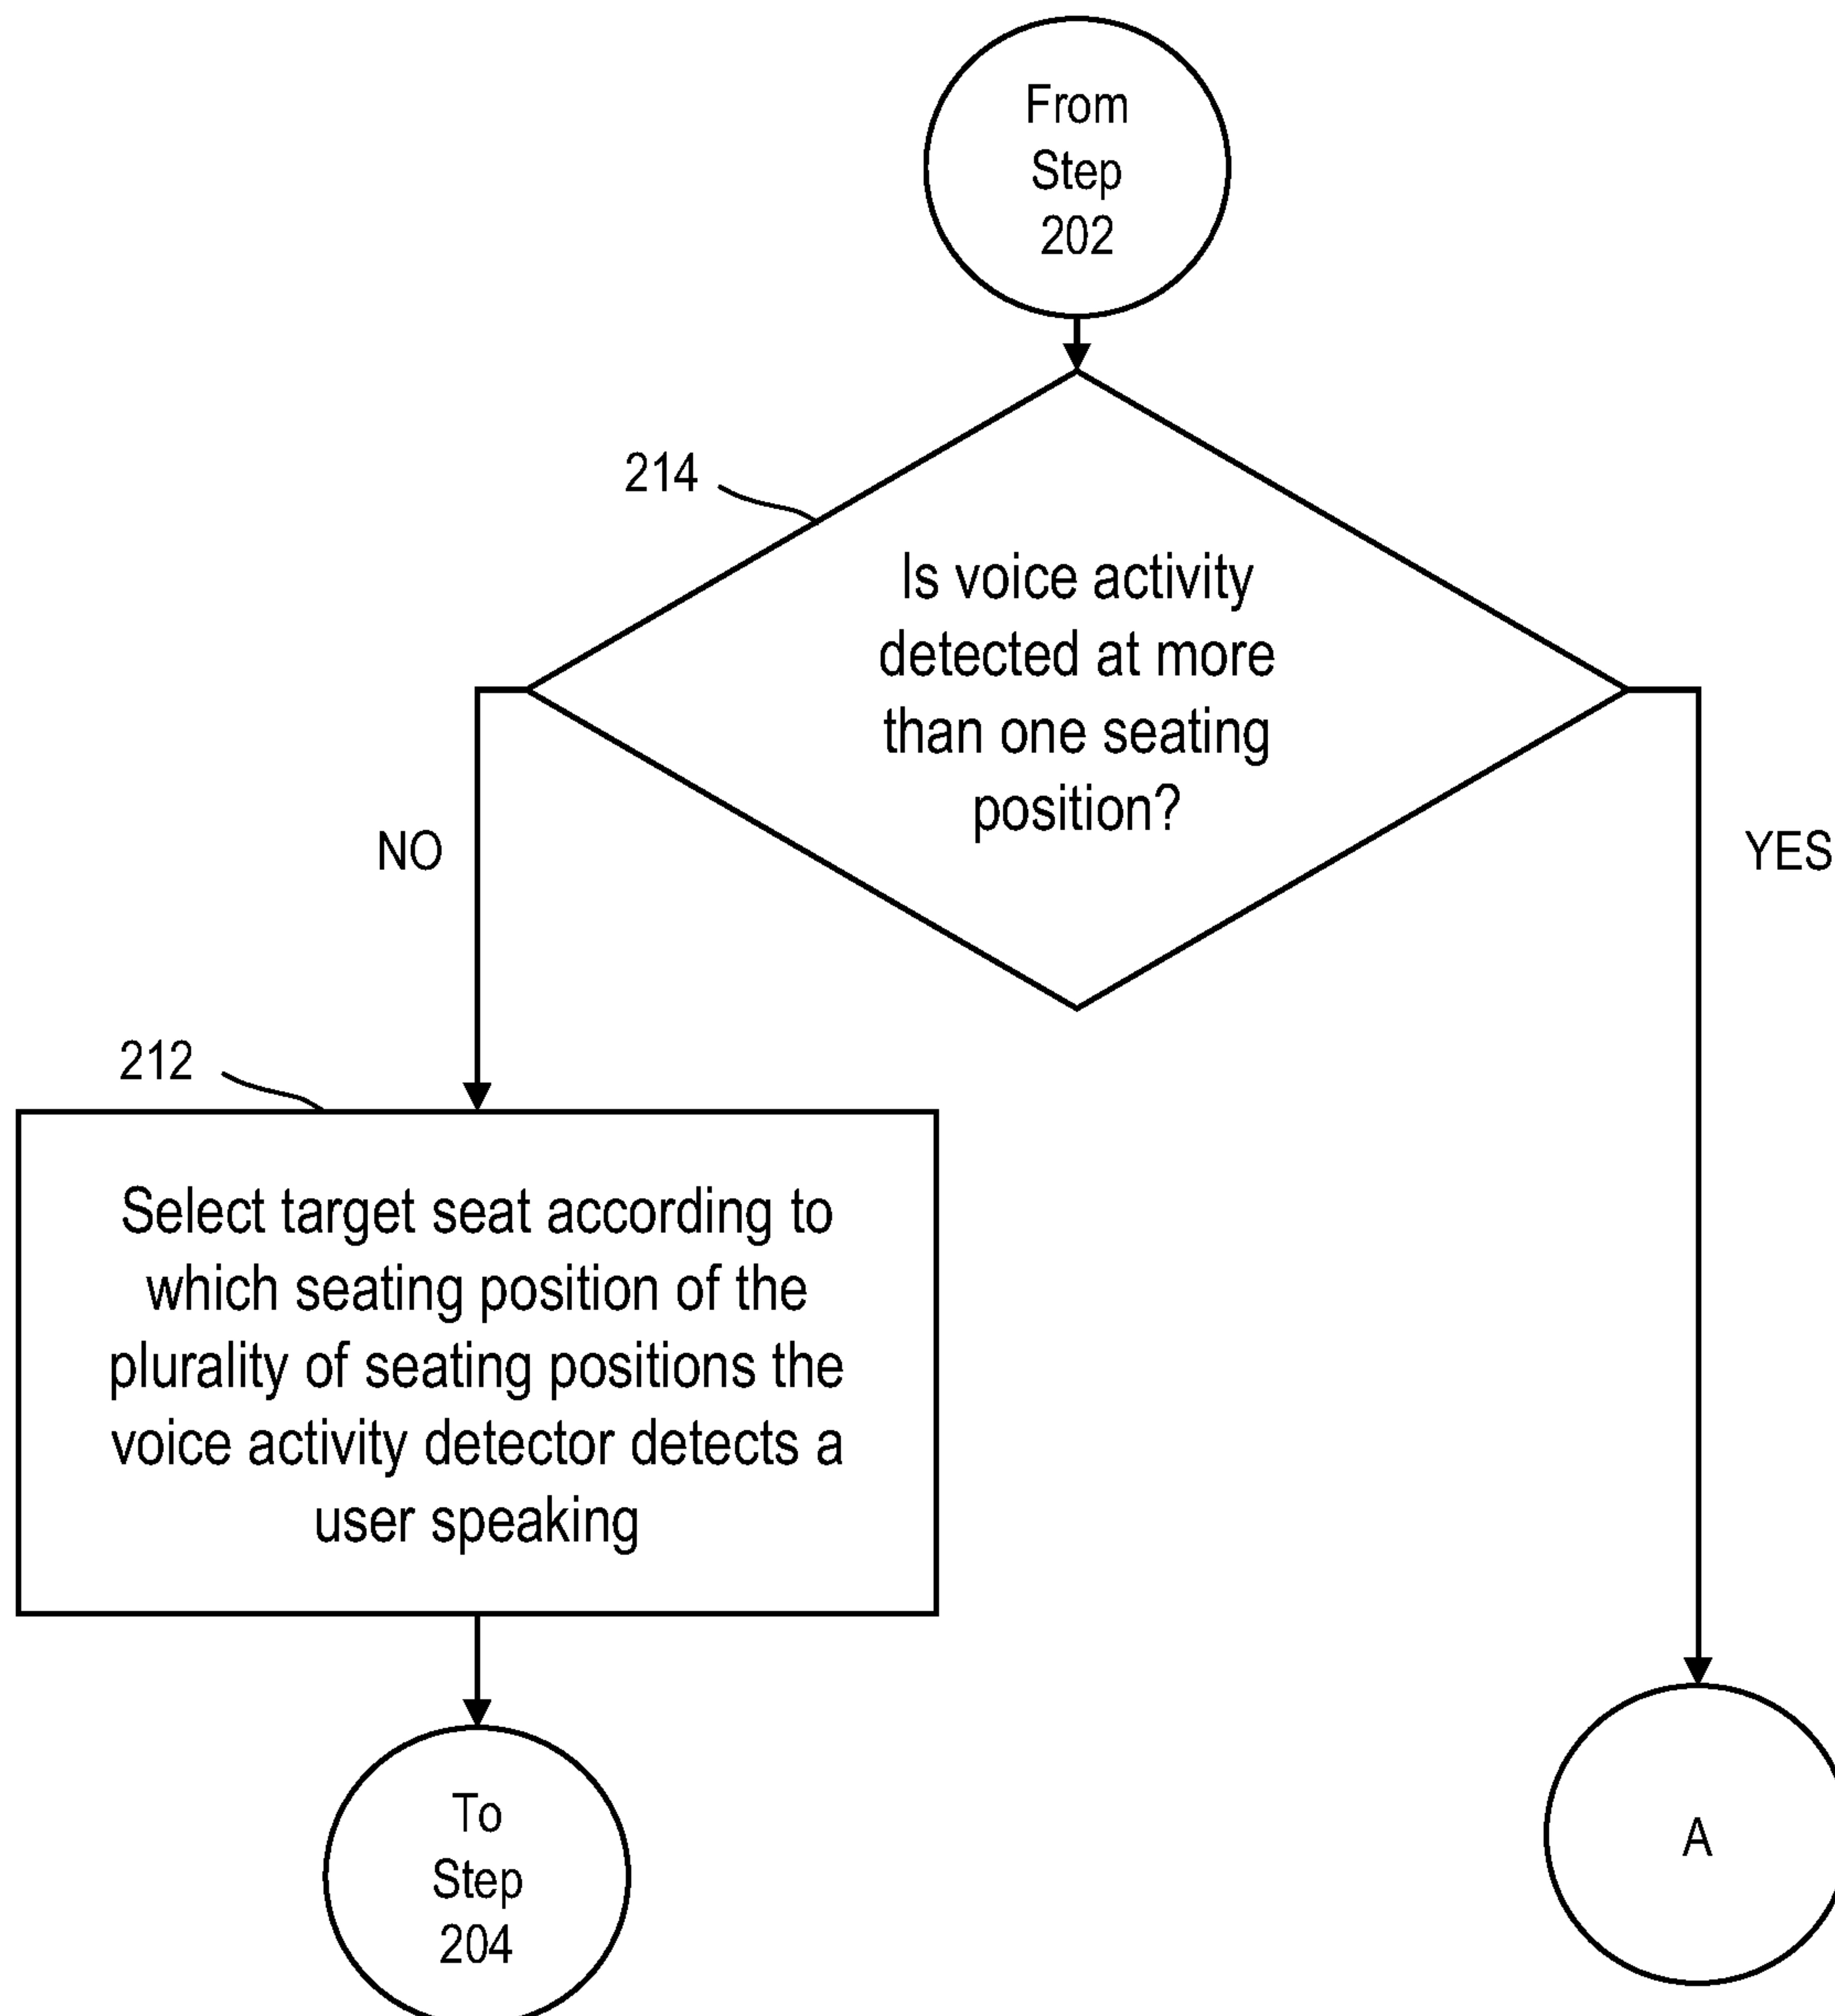 From
Step
202
214
Is voice activity
detected at more
than one seating
position?
NO
YES
212
Select target seat according to
which seating position of the
plurality of seating positions the
voice activity detector detects a
user speaking
To
Step
204
A